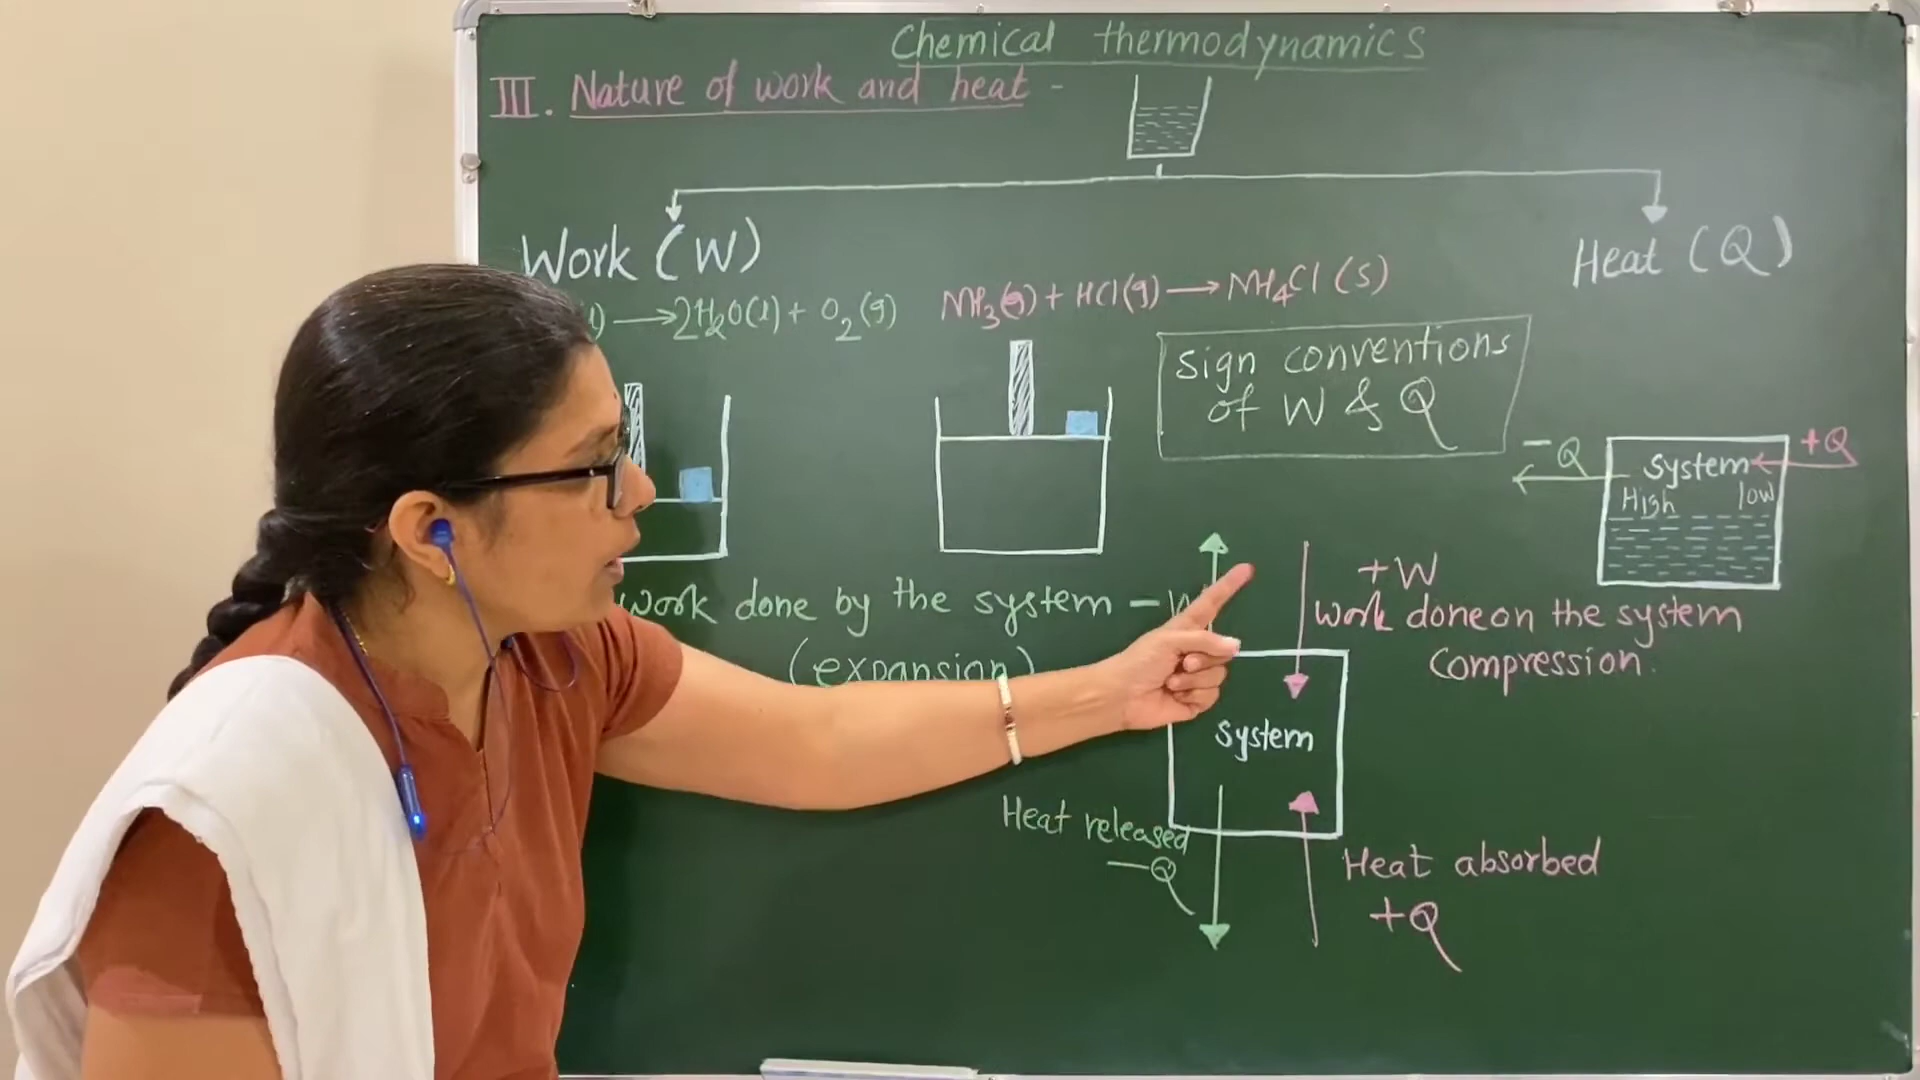 Chemical thermodynamics
III. Nature of work and heat -
Work (W)
Heat (Q)
l) → 2H2O(l) + O2(g)
NH3(g) + HCl(g) → NH4Cl (s)
Sign conventions
of W & Q
-Q
+Q
System
High low
work done by the system - W
(expansion)
+W
work done on the system
Compression.
System
Heat released
-Q
Heat absorbed
+Q